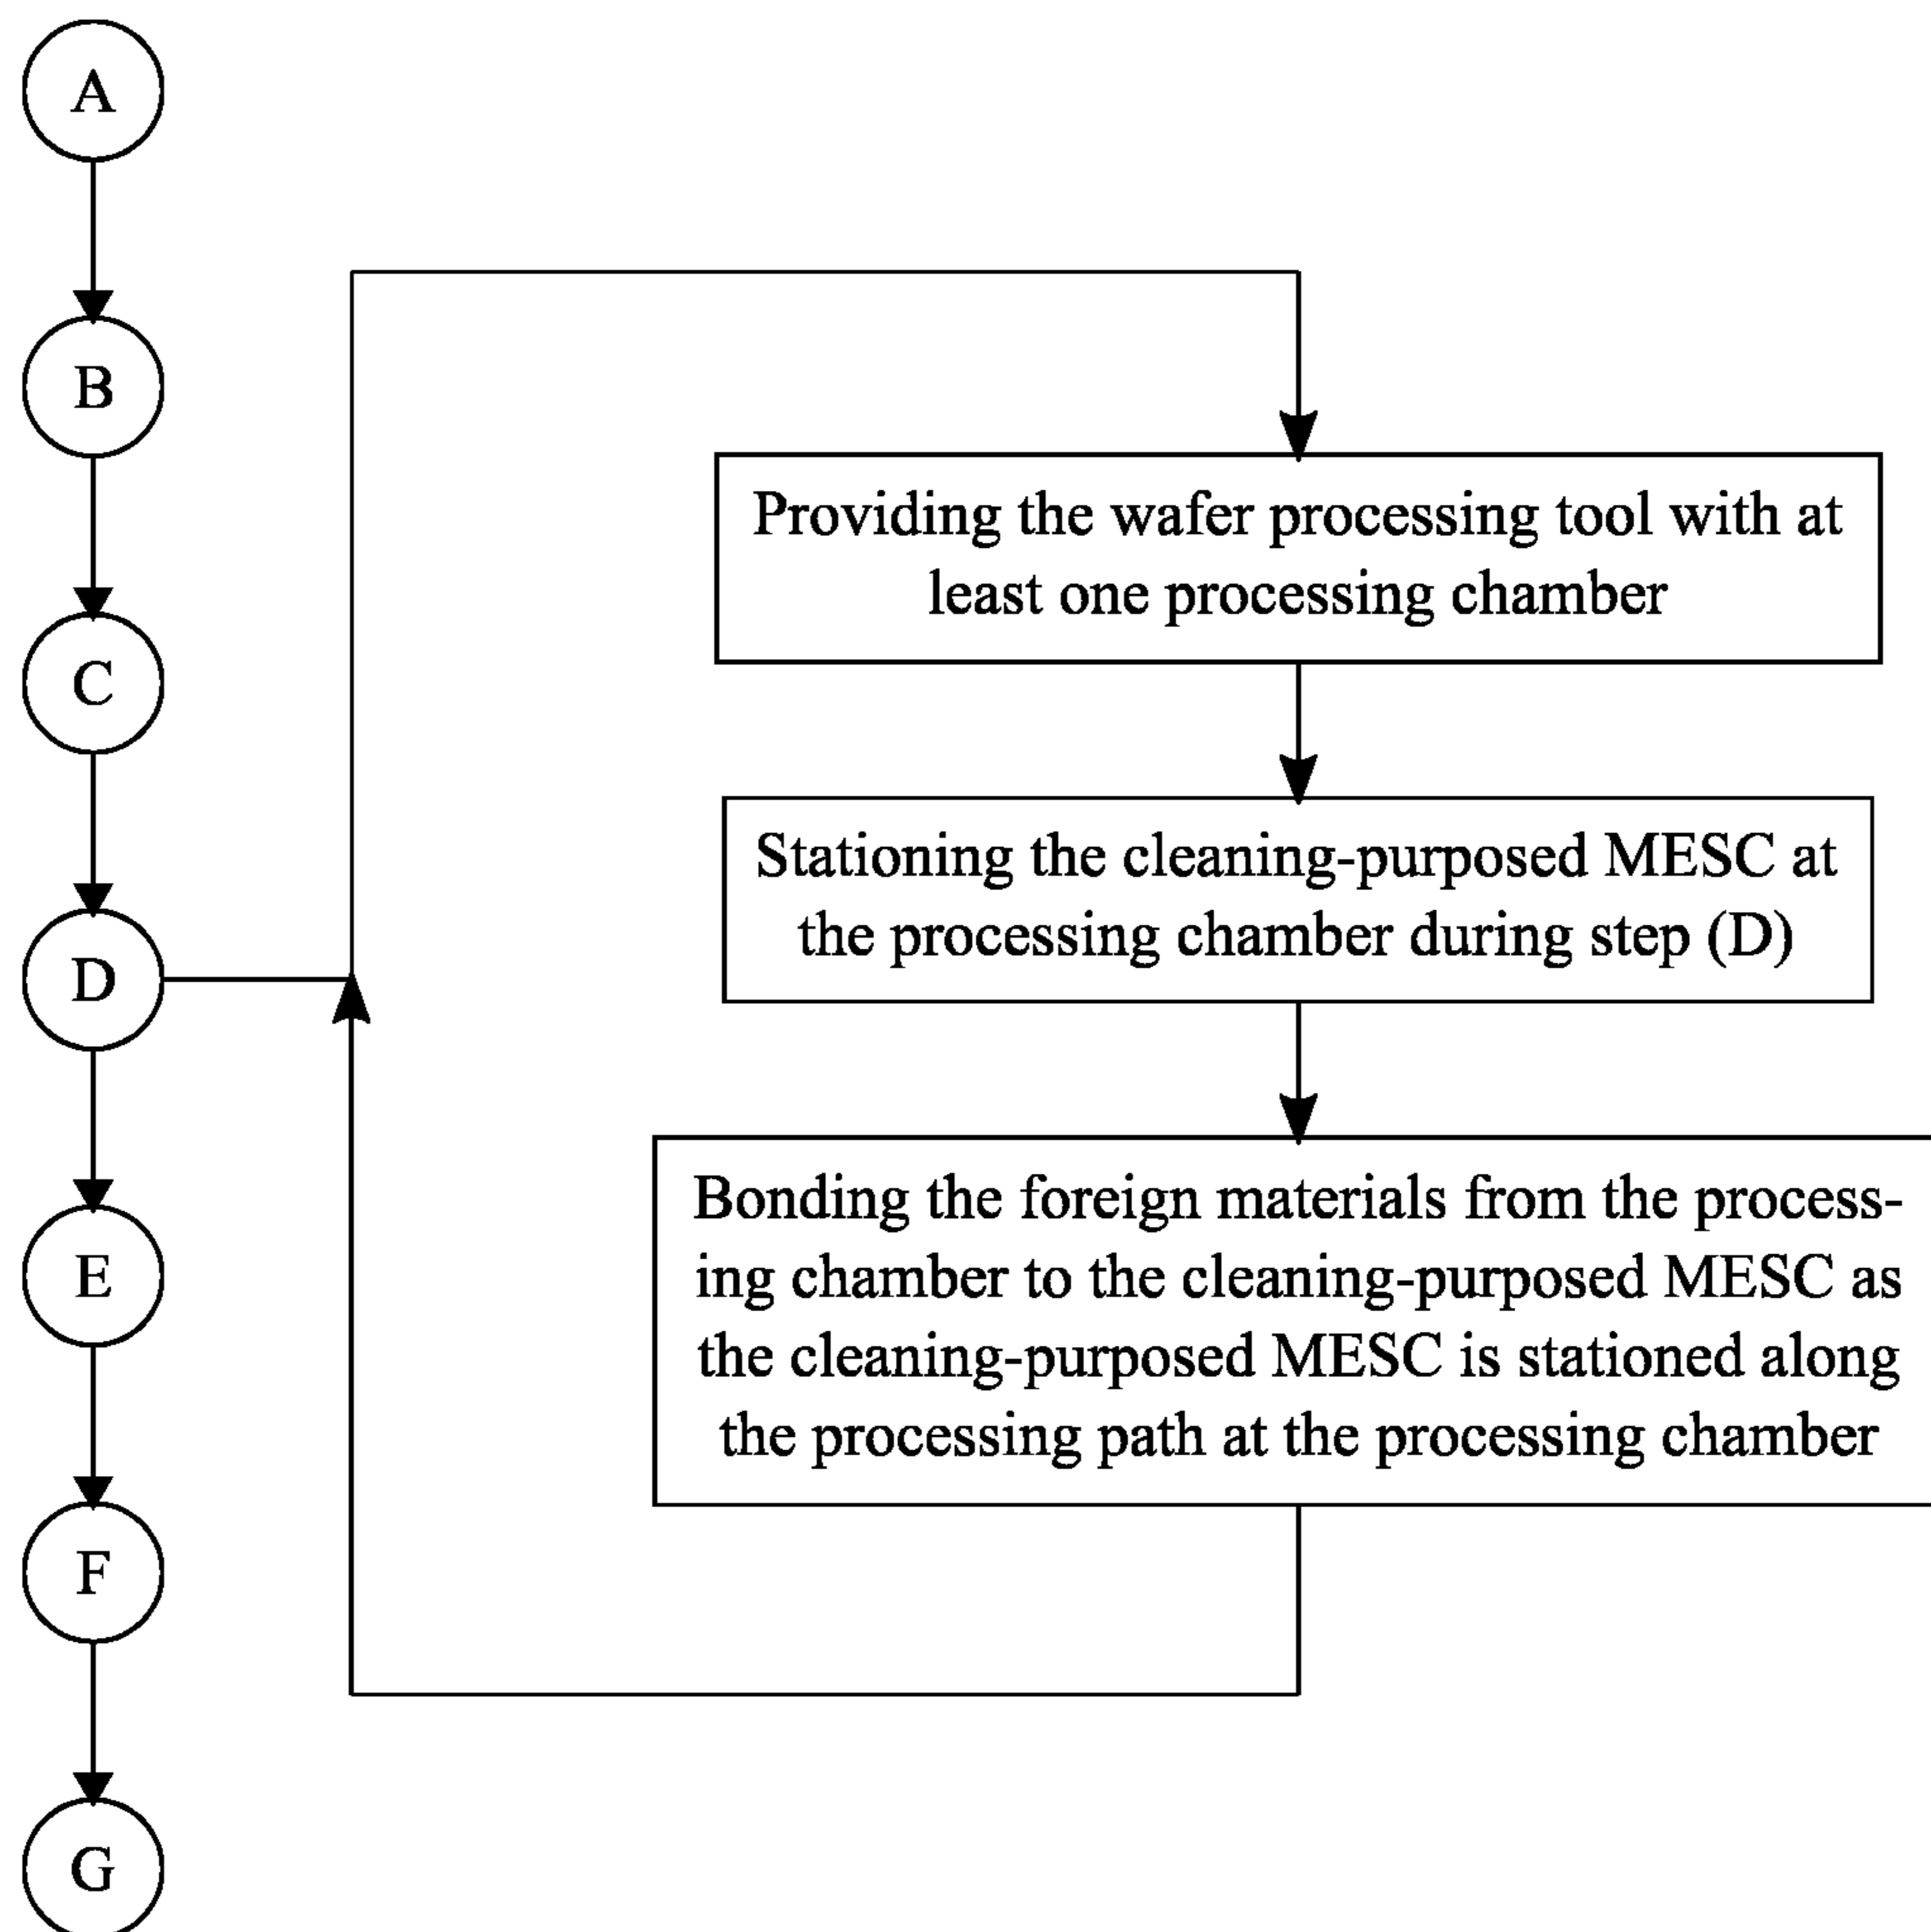 A
B
C
D
E
F
G
Providing the wafer processing tool with at
least one processing chamber
Stationing the cleaning-purposed MESC at
the processing chamber during step (D)
Bonding the foreign materials from the process-
ing chamber to the cleaning-purposed MESC as
the cleaning-purposed MESC is stationed along
the processing path at the processing chamber